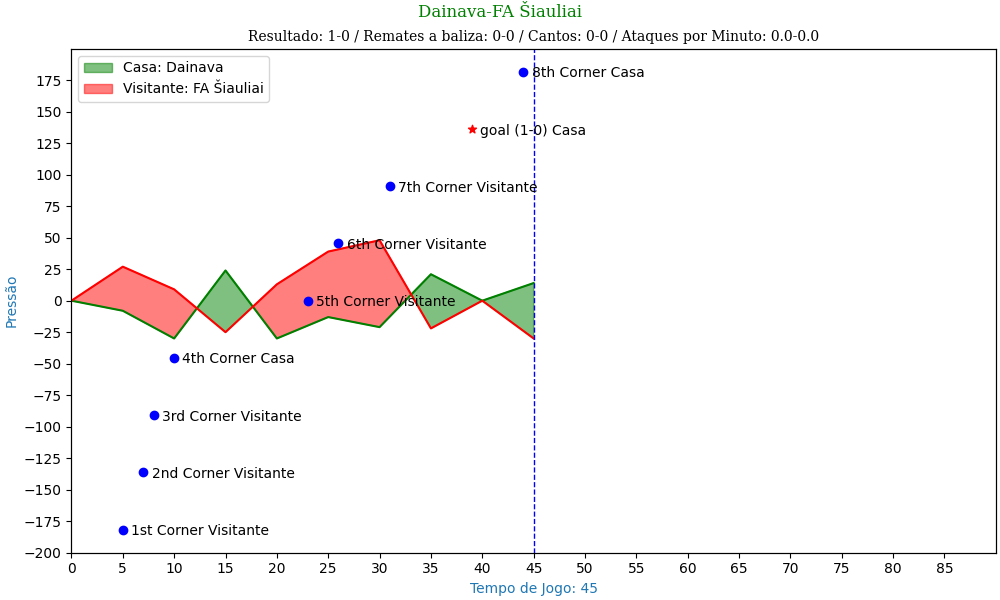 Dainava-FA Šiauliai
Resultado: 1-0 / Remates a baliza: 0-0 / Cantos: 0-0 / Ataques por Minuto: 0.0-0.0
Casa: Dainava
Visitante: FA Šiauliai
8th Corner Casa
goal (1-0) Casa
7th Corner Visitante
6th Corner Visitante
5th Corner Visitante
4th Corner Casa
3rd Corner Visitante
2nd Corner Visitante
1st Corner Visitante
Pressão
175
150
125
100
75
50
25
0
−25
−50
−75
−100
−125
−150
−175
−200
0 5 10 15 20 25 30 35 40 45 50 55 60 65 70 75 80 85
Tempo de Jogo: 45